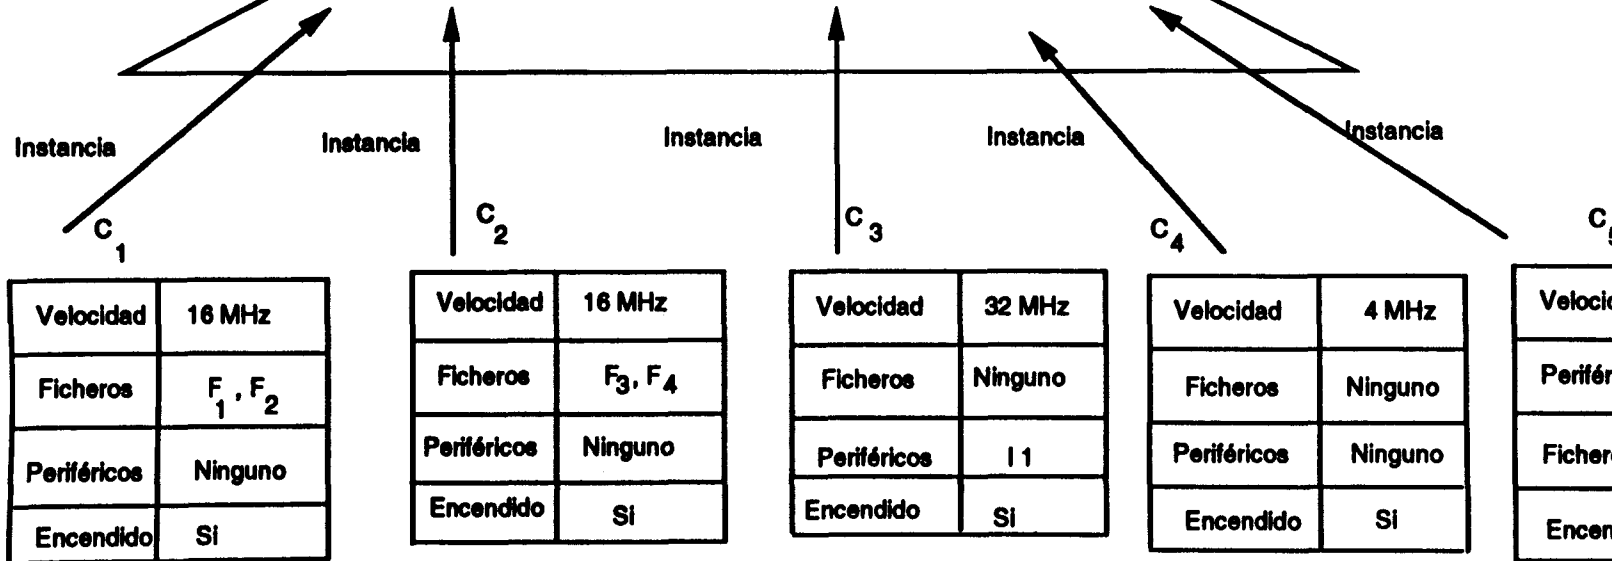 Instancia
Instancia
Instancia
Instancia
Instancia
C1
C2
C3
C4
C5
Velocidad 16 MHz
Ficheros F1, F2
Periféricos Ninguno
Encendido Si
Velocidad 16 MHz
Ficheros F3, F4
Periféricos Ninguno
Encendido Si
Velocidad 32 MHz
Ficheros Ninguno
Periféricos I 1
Encendido Si
Velocidad 4 MHz
Ficheros Ninguno
Periféricos Ninguno
Encendido Si